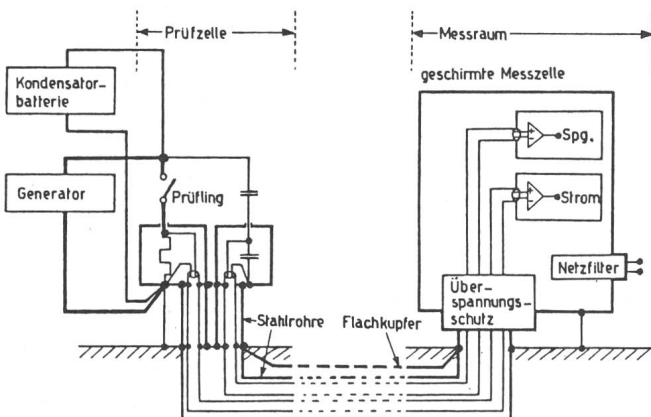 Prüfzelle
Messraum
Kondensator-
batterie
geschirmte Messzelle
Spg.
Generator
Prüfling
Strom
Netzfilter
Über-
spannungs-
schutz
Stahlrohre
Flachkupfer